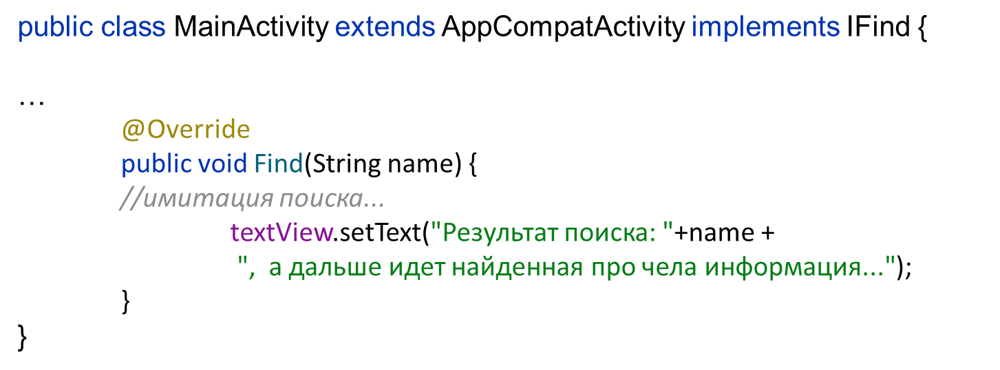 public class MainActivity extends AppCompatActivity implements IFind {
…
@Override
public void Find(String name) {
//имитация поиска...
textView.setText("Результат поиска: "+name +
", а дальше идет найденная про чела информация...");
}
}